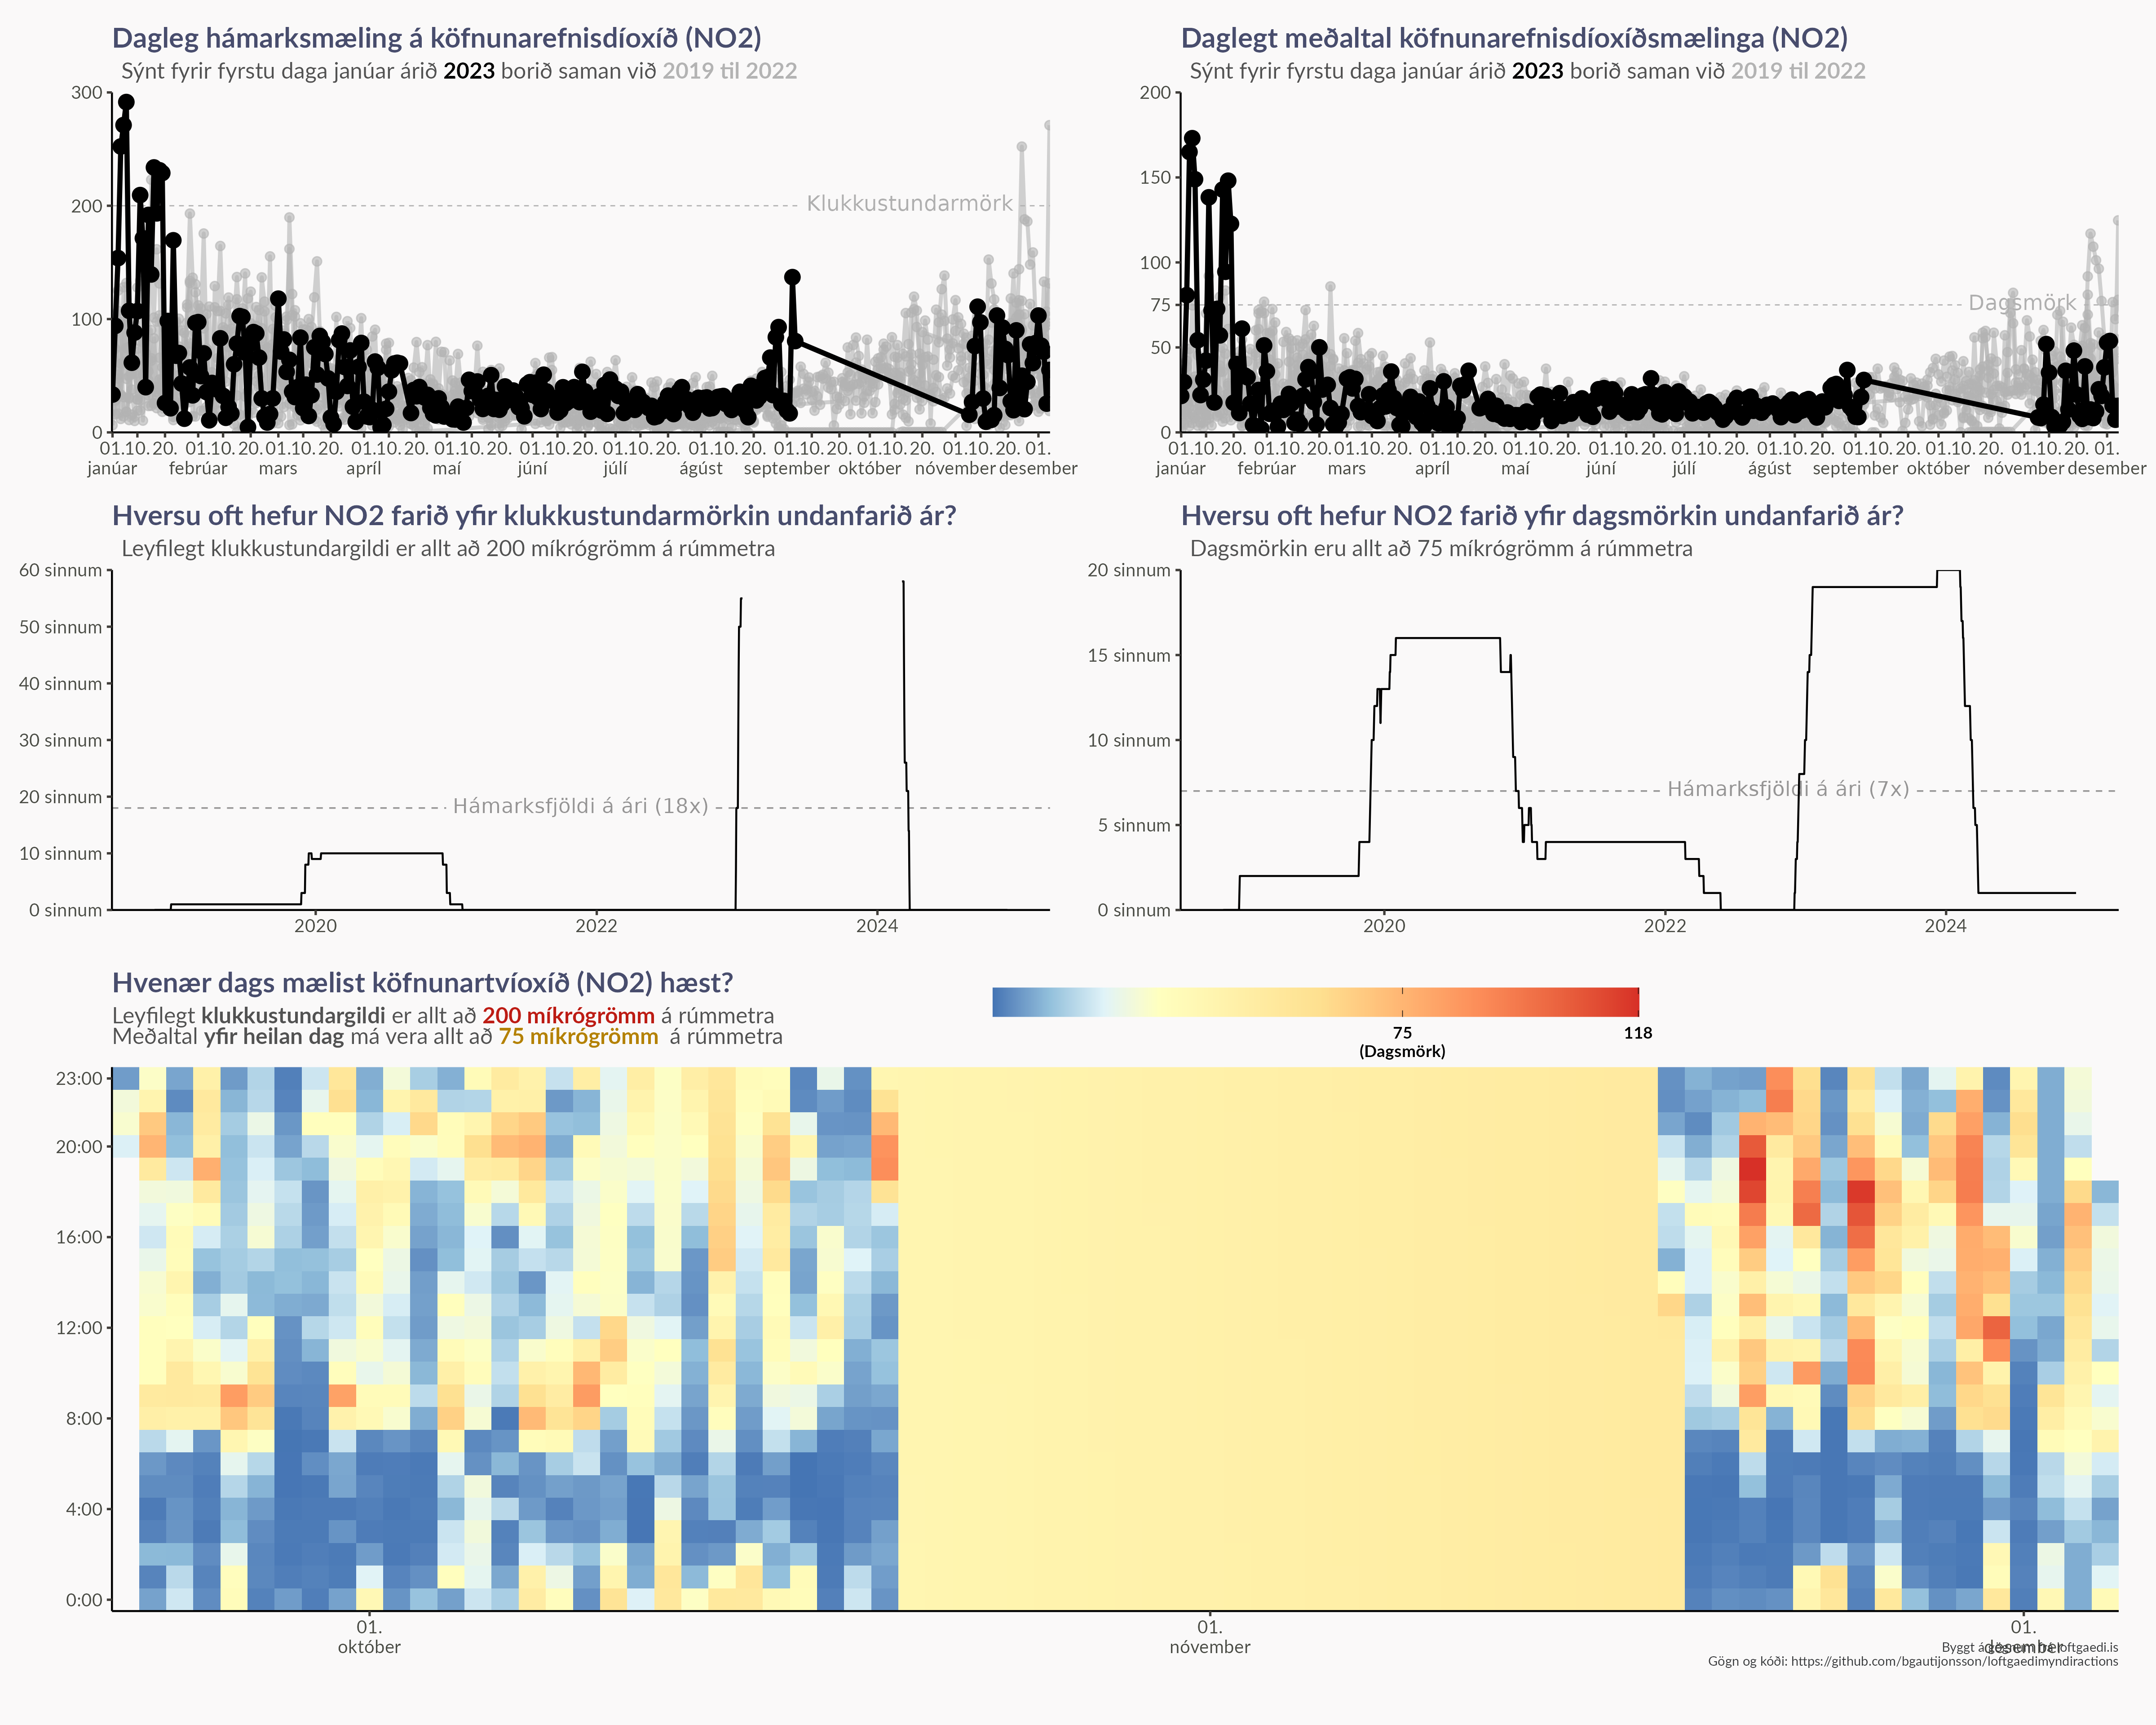 Dagleg hámarksmæling á köfnunarefnisdíoxíð (NO2)
Sýnt fyrir fyrstu daga janúar árið 2023 borið saman við 2019 til 2022
300
200
100
0
Klukkustundarmörk
01. 10. 20. 01. 10. 20. 01. 10. 20. 01. 10. 20. 01. 10. 20. 01. 10. 20. 01. 10. 20. 01. 10. 20. 01. 10. 20. 01. 10. 20. 01. 10. 20. 01.
janúar febrúar mars apríl maí júní júlí ágúst september október nóvember desember
Daglegt meðaltal köfnunarefnisdíoxíðsmælinga (NO2)
Sýnt fyrir fyrstu daga janúar árið 2023 borið saman við 2019 til 2022
200
150
100
75
50
0
Dagsmörk
01. 10. 20. 01. 10. 20. 01. 10. 20. 01. 10. 20. 01. 10. 20. 01. 10. 20. 01. 10. 20. 01. 10. 20. 01. 10. 20. 01. 10. 20. 01. 10. 20. 01.
janúar febrúar mars apríl maí júní júlí ágúst september október nóvember desember
Hversu oft hefur NO2 farið yfir klukkustundarmörkin undanfarið ár?
Leyfilegt klukkustundargildi er allt að 200 míkrógrömm á rúmmetra
60 sinnum
50 sinnum
40 sinnum
30 sinnum
20 sinnum
10 sinnum
0 sinnum
Hámarksfjöldi á ári (18x)
2020 2022 2024
Hversu oft hefur NO2 farið yfir dagsmörkin undanfarið ár?
Dagsmörkin eru allt að 75 míkrógrömm á rúmmetra
20 sinnum
15 sinnum
10 sinnum
5 sinnum
0 sinnum
Hámarksfjöldi á ári (7x)
2020 2022 2024
Hvenær dags mælist köfnunartvíoxíð (NO2) hæst?
Leyfilegt klukkustundargildi er allt að 200 míkrógrömm á rúmmetra
Meðaltal yfir heilan dag má vera allt að 75 míkrógrömm á rúmmetra
75 118
(Dagsmörk)
23:00
20:00
16:00
12:00
8:00
4:00
0:00
01. 01. 01.
október nóvember desember
Byggt á gögnum frá loftgaedi.is
Gögn og kóði: https://github.com/bgautijonsson/loftgaedimyndiractions